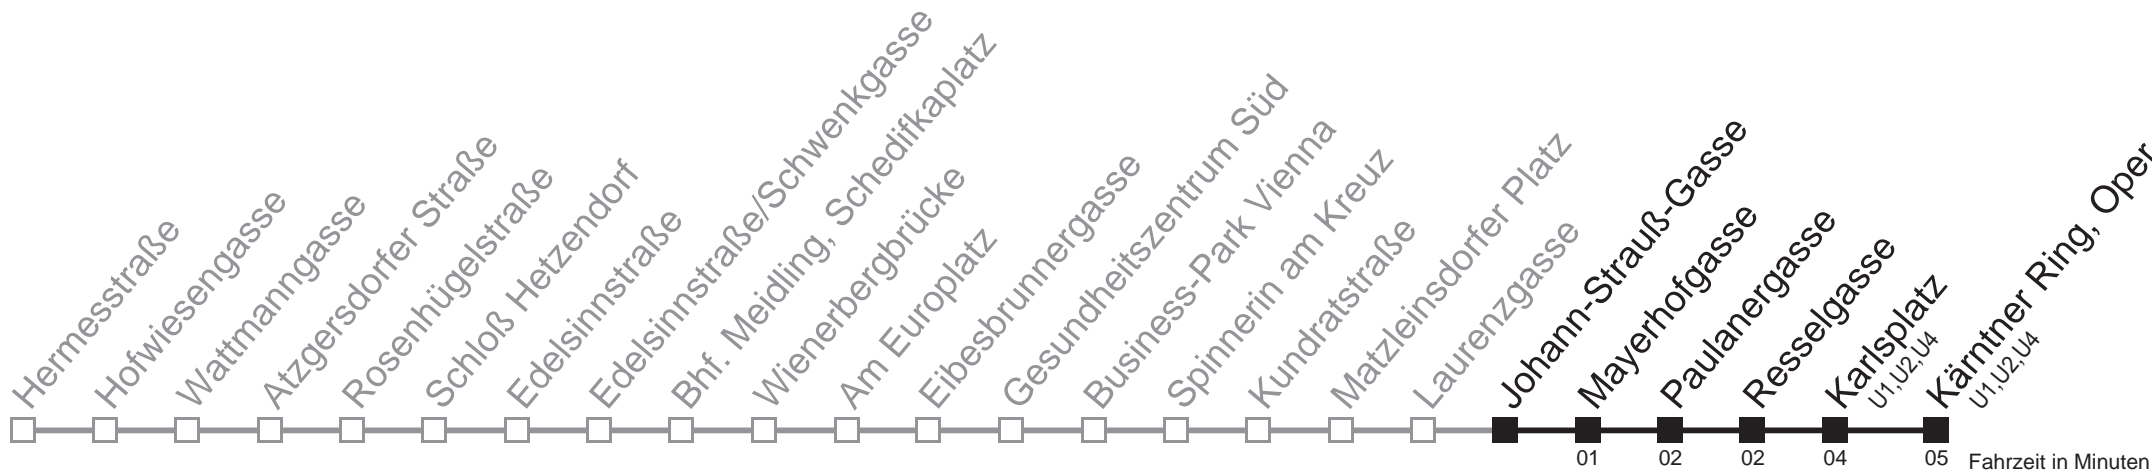 Hermesstraße
Hofwiesengasse
Wattmanngasse
Atzgersdorfer Straße
Rosenhügelstraße
Schloß Hetzendorf
Edelsinnstraße
Edelsinnstraße/Schwenkgasse
Bhf. Meidling, Schedifkaplatz
Wienerbergbrücke
Am Europlatz
Eibesbrunnergasse
Gesundheitszentrum Süd
Business-Park Vienna
Spinnerin am Kreuz
Kundratstraße
Matzleinsdorfer Platz
Laurenzgasse
Johann-Strauß-Gasse
Mayerhofgasse
Paulanergasse
Resselgasse
Karlsplatz
U1,U2,U4
Kärntner Ring, Oper
U1,U2,U4
01 02 02 04 05 Fahrzeit in Minuten